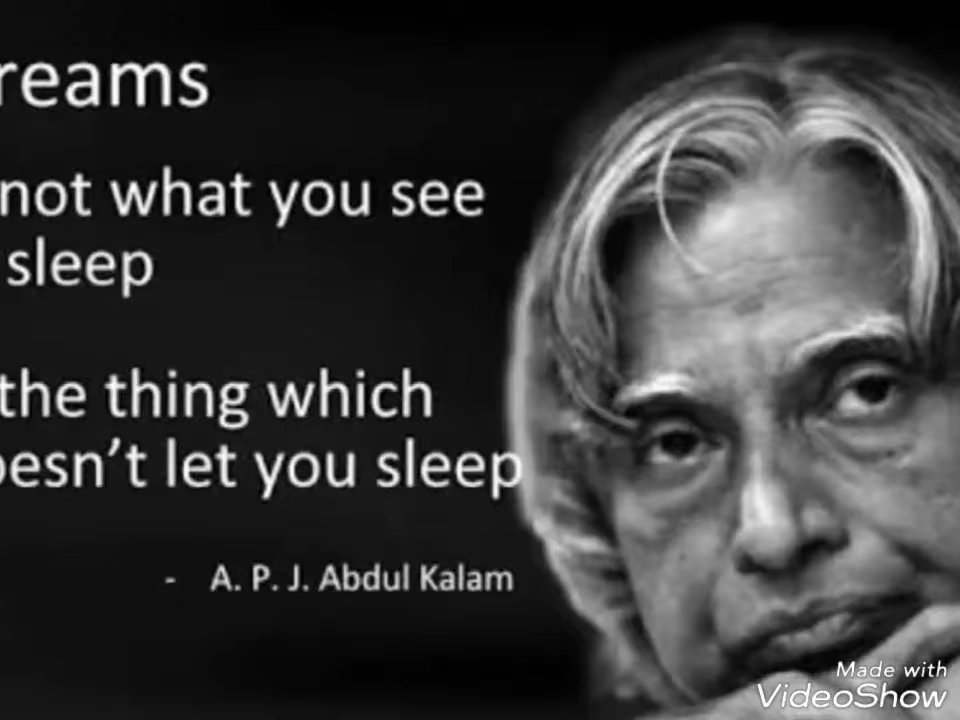 reams
not what you see
sleep
the thing which
oesn't let you sleep
- A. P. J. Abdul Kalam
Made with
VideoShow